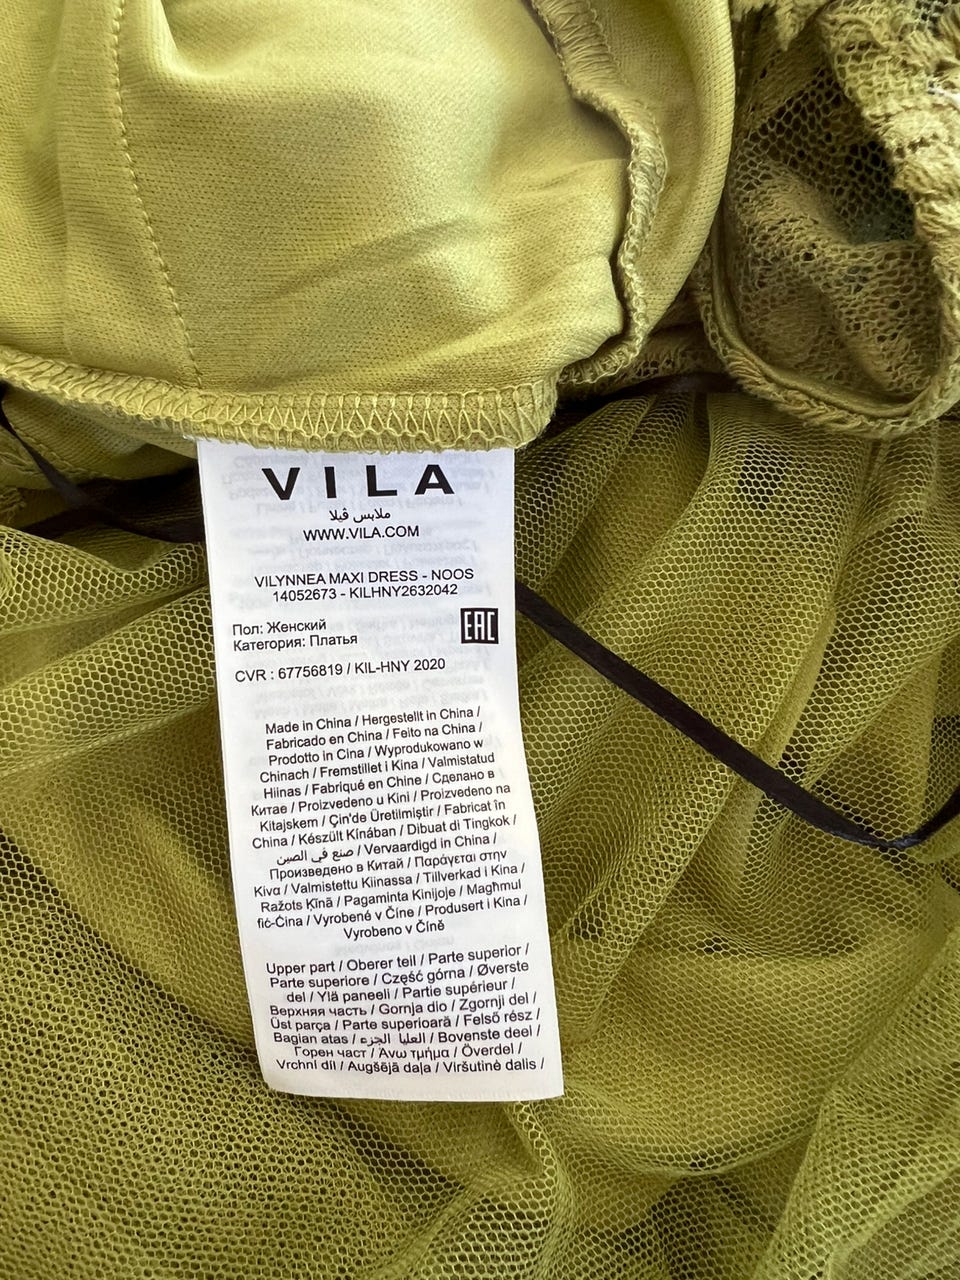 VILA
ملابس ڤيلا
WWW.VILA.COM
VILYNNEA MAXI DRESS - NOOS
14052673 - KILHNY2632042
Пол: Женский
Категория: Платья
EAC
CVR : 67756819 / KIL-HNY 2020
Made in China / Hergestellt in China /
Fabricado en China / Feito na China /
Prodotto in Cina / Wyprodukowano w
Chinach / Fremstillet i Kina / Valmistatud
Hiinas / Fabriqué en Chine / Сделано в
Китае / Proizvedeno u Kini / Proizvedeno na
Kitajskem / Çin'de Üretilmiştir / Fabricat în
China / Készült Kínában / Dibuat di Tingkok /
صنع في الصين / Vervaardigd in China /
Произведено в Китай / Παράγεται στην
Κίνα / Valmistettu Kiinassa / Tillverkad i Kina /
Ražots Ķīnā / Pagaminta Kinijoje / Magħmul
fiċ-Ċina / Vyrobené v Číne / Produsert i Kina /
Vyrobeno v Číně
Upper part / Oberer teil / Parte superior /
Parte superiore / Część górna / Øverste
del / Ylä paneeli / Partie supérieur /
Верхняя часть / Gornja dio / Zgornji del /
Üst parça / Parte superioară / Felső rész /
Bagian atas / العليا الجزء / Bovenste deel /
Горен част / Άνω τμήμα / Överdel /
Vrchní díl / Augšējā daļa / Viršutinė dalis /